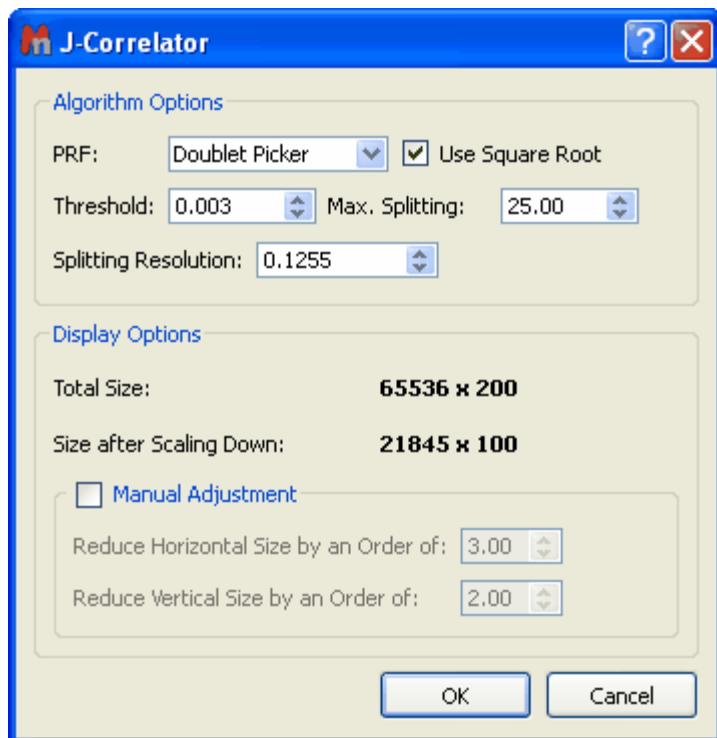 J-Correlator
Algorithm Options
PRF: Doublet Picker Use Square Root
Threshold: 0.003 Max. Splitting: 25.00
Splitting Resolution: 0.1255
Display Options
Total Size: 65536 x 200
Size after Scaling Down: 21845 x 100
Manual Adjustment
Reduce Horizontal Size by an Order of: 3.00
Reduce Vertical Size by an Order of: 2.00
OK Cancel